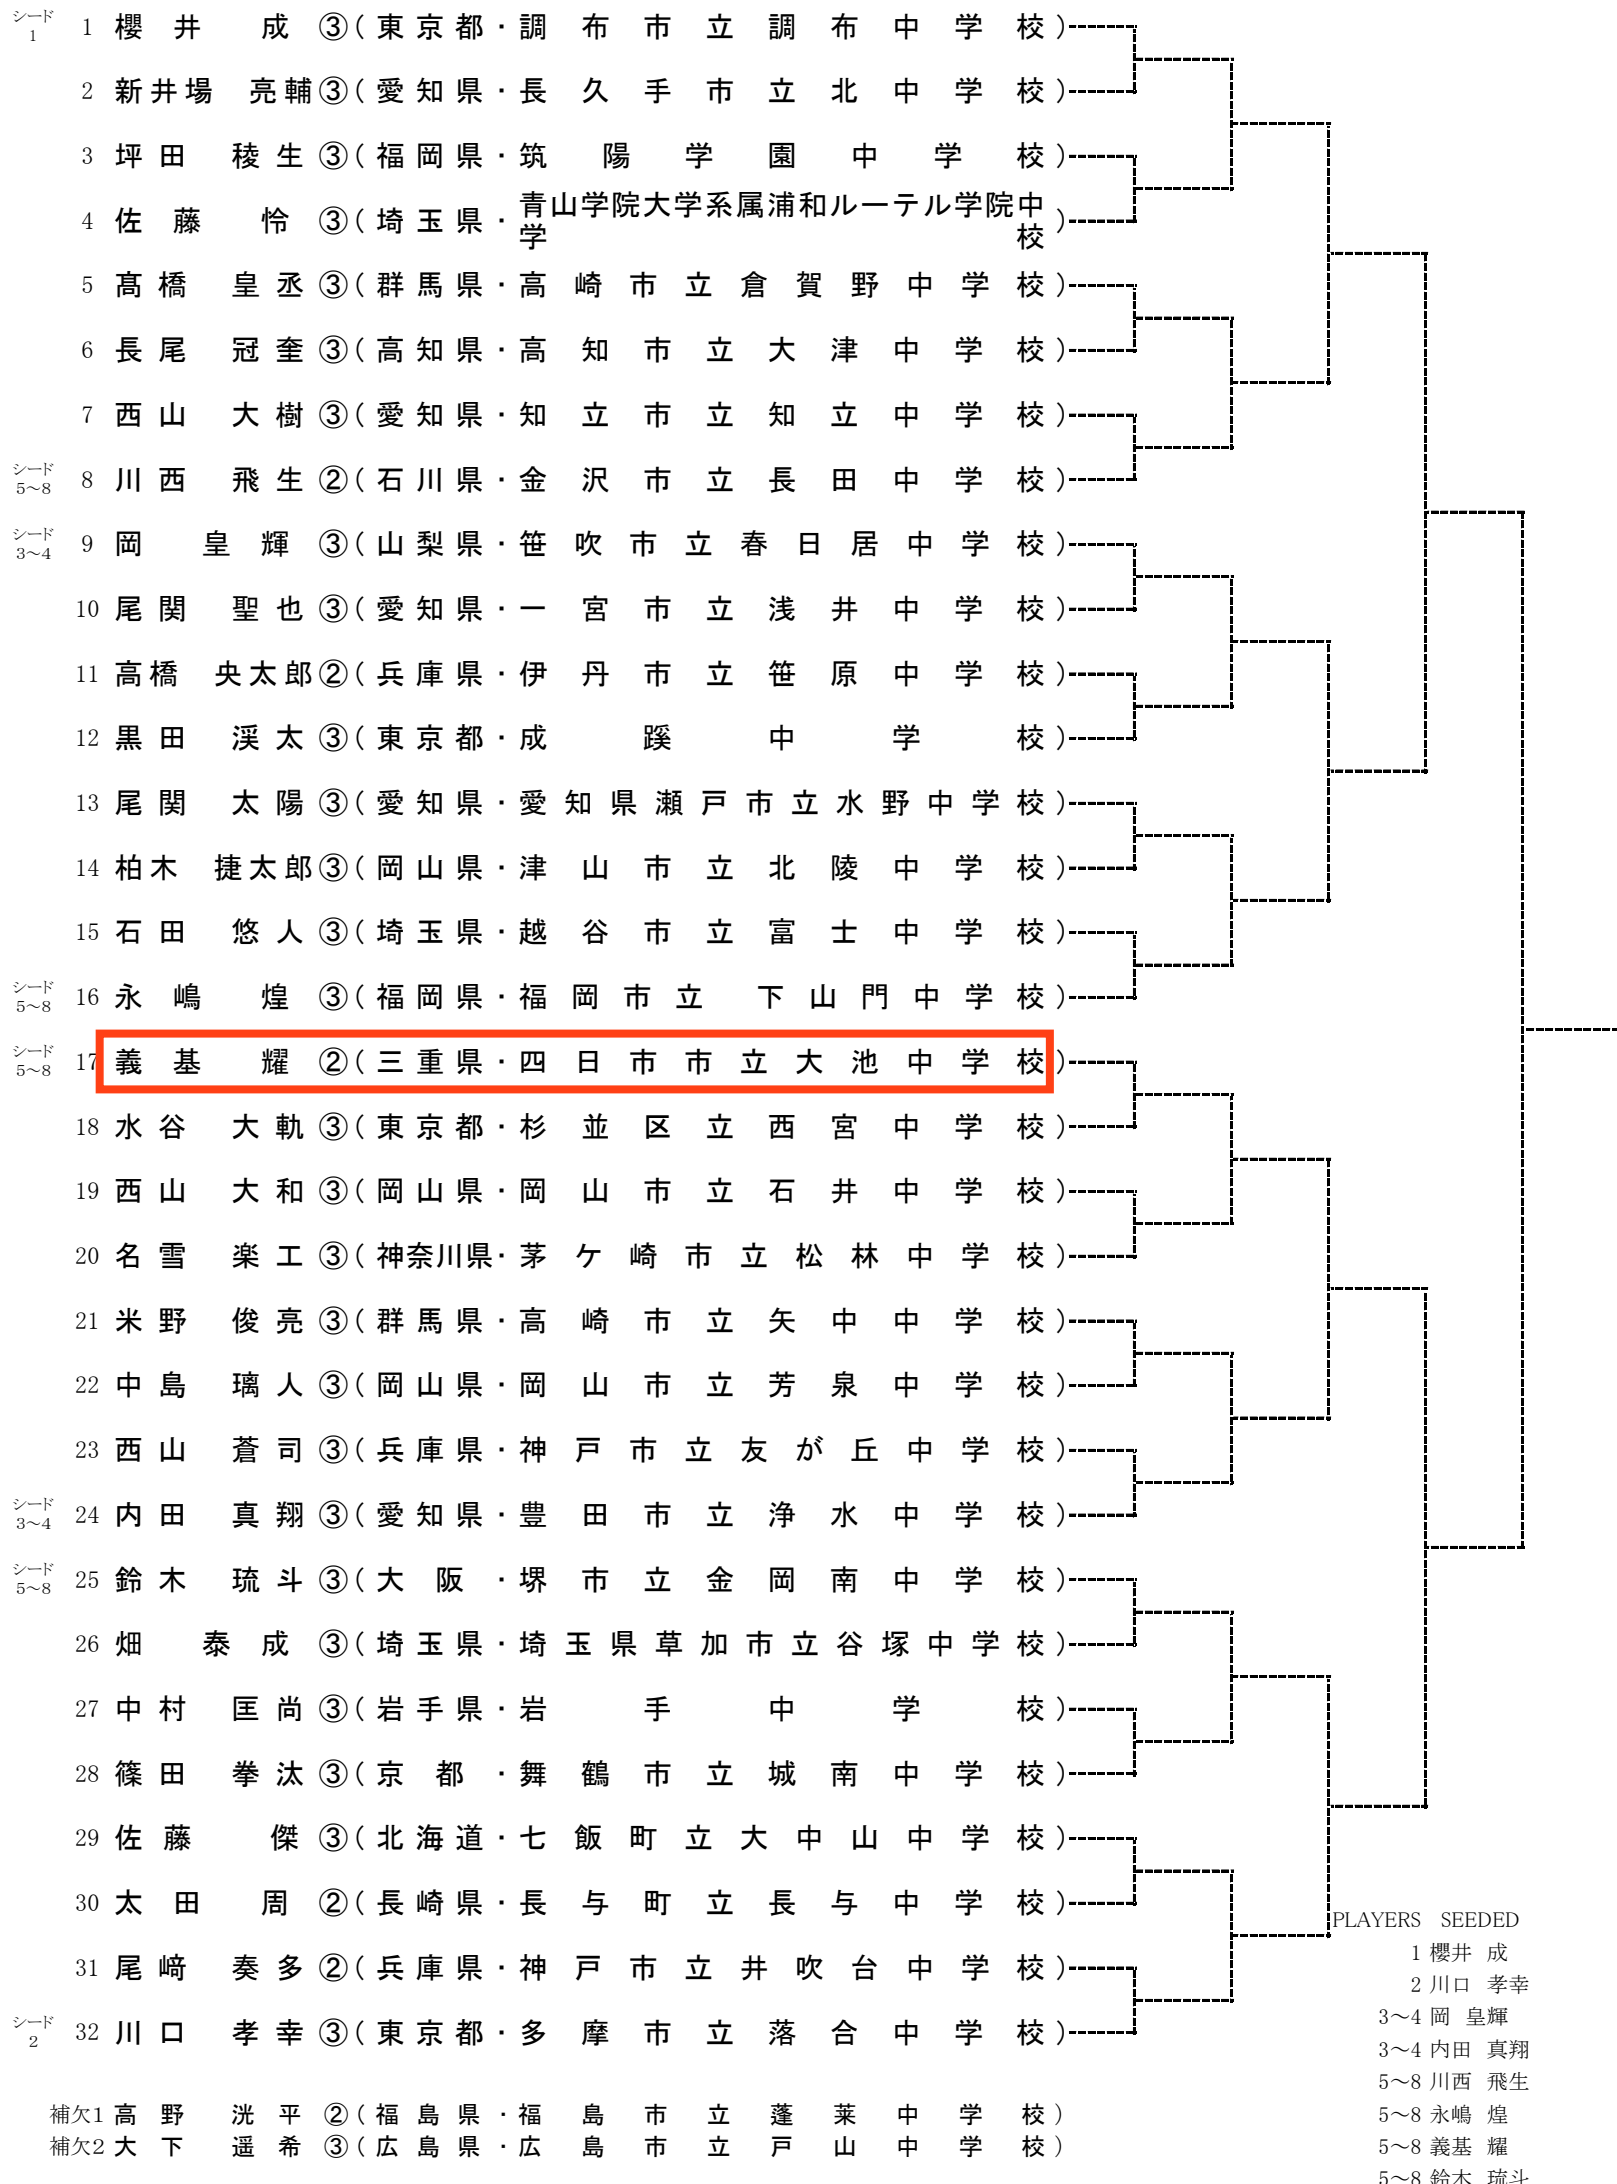 シード1 1 櫻井 成 ③(東京都・調布市立調布中学校)
2 新井場 亮輔 ③(愛知県・長久手市立北中学校)
3 坪田 稜生 ③(福岡県・筑陽学園中学校)
4 佐藤 怜 ③(埼玉県・青山学院大学系属浦和ルーテル学院中学校)
5 髙橋 皇丞 ③(群馬県・高崎市立倉賀野中学校)
6 長尾 冠奎 ③(高知県・高知市立大津中学校)
7 西山 大樹 ③(愛知県・知立市立知立中学校)
シード5～8 8 川西 飛生 ②(石川県・金沢市立長田中学校)
シード3～4 9 岡 皇輝 ③(山梨県・笹吹市立春日居中学校)
10 尾関 聖也 ③(愛知県・一宮市立浅井中学校)
11 高橋 央太郎 ②(兵庫県・伊丹市立笹原中学校)
12 黒田 渓太 ③(東京都・成蹊中学校)
13 尾関 太陽 ③(愛知県・愛知県瀬戸市立水野中学校)
14 柏木 捷太郎 ③(岡山県・津山市立北陵中学校)
15 石田 悠人 ③(埼玉県・越谷市立富士中学校)
シード5～8 16 永嶋 煌 ③(福岡県・福岡市立 下山門中学校)
シード5～8 17 義基 耀 ②(三重県・四日市市立大池中学校)
18 水谷 大軌 ③(東京都・杉並区立西宮中学校)
19 西山 大和 ③(岡山県・岡山市立石井中学校)
20 名雪 楽工 ③(神奈川県・茅ケ崎市立松林中学校)
21 米野 俊亮 ③(群馬県・高崎市立矢中中学校)
22 中島 璃人 ③(岡山県・岡山市立芳泉中学校)
23 西山 蒼司 ③(兵庫県・神戸市立友が丘中学校)
シード3～4 24 内田 真翔 ③(愛知県・豊田市立浄水中学校)
シード5～8 25 鈴木 琉斗 ③(大阪・堺市立金岡南中学校)
26 畑 泰成 ③(埼玉県・埼玉県草加市立谷塚中学校)
27 中村 匡尚 ③(岩手県・岩手中学校)
28 篠田 拳汰 ③(京都・舞鶴市立城南中学校)
29 佐藤 傑 ③(北海道・七飯町立大中山中学校)
30 太田 周 ②(長崎県・長与町立長与中学校)
31 尾﨑 奏多 ②(兵庫県・神戸市立井吹台中学校)
シード2 32 川口 孝幸 ③(東京都・多摩市立落合中学校)
補欠1 高野 洸平 ②(福島県・福島市立蓬莱中学校)
補欠2 大下 遥希 ③(広島県・広島市立戸山中学校)
PLAYERS SEEDED
1 櫻井 成
2 川口 孝幸
3～4 岡 皇輝
3～4 内田 真翔
5～8 川西 飛生
5～8 永嶋 煌
5～8 義基 耀
5～8 鈴木 琉斗